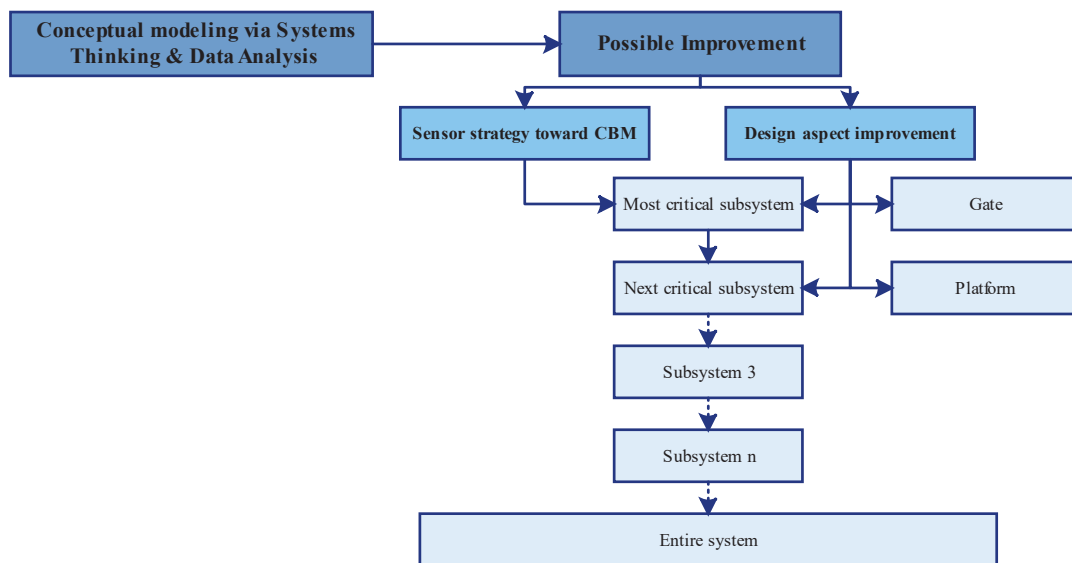 Conceptual modeling via Systems
Thinking & Data Analysis
Possible Improvement
Sensor strategy toward CBM
Design aspect improvement
Most critical subsystem
Gate
Next critical subsystem
Platform
Subsystem 3
Subsystem n
Entire system